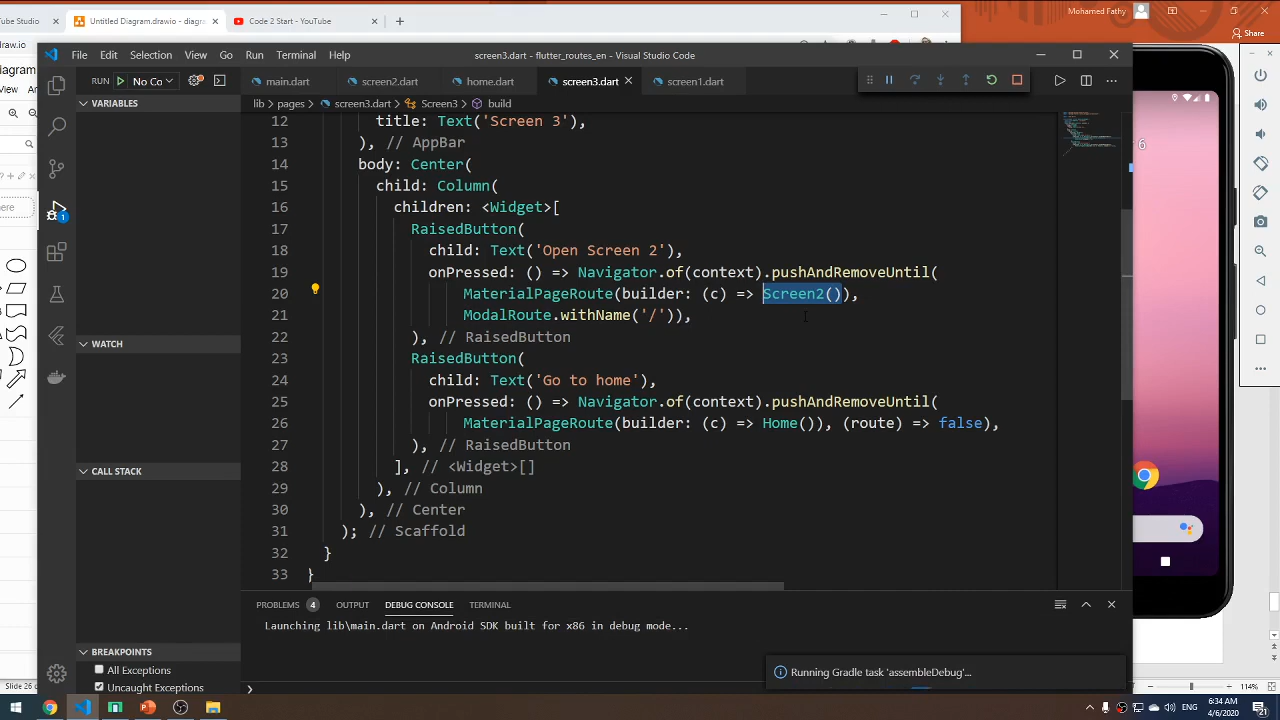 Mohamed Fathy
Share
be Studio
Untitled Diagram.drawio - diagra
Code 2 Start - YouTube
File Edit Selection View Go Run Terminal Help
screen3.dart - flutter_routes_en - Visual Studio Code
RUN No Co
main.dart
screen2.dart
home.dart
screen3.dart
screen1.dart
VARIABLES
lib > pages > screen3.dart > Screen3 > build
12 title: Text('Screen 3'),
13 ), // AppBar
14 body: Center(
15 child: Column(
16 children: <Widget>[
17 RaisedButton(
18 child: Text('Open Screen 2'),
19 onPressed: () => Navigator.of(context).pushAndRemoveUntil(
20 MaterialPageRoute(builder: (c) => Screen2()),
21 ModalRoute.withName('/')),
22 ), // RaisedButton
23 RaisedButton(
24 child: Text('Go to home'),
25 onPressed: () => Navigator.of(context).pushAndRemoveUntil(
26 MaterialPageRoute(builder: (c) => Home()), (route) => false),
27 ), // RaisedButton
28 ], // <Widget>[]
29 ), // Column
30 ), // Center
31 ); // Scaffold
32 }
33 }
WATCH
CALL STACK
BREAKPOINTS
All Exceptions
Uncaught Exceptions
PROBLEMS 4 OUTPUT DEBUG CONSOLE TERMINAL
Launching lib\main.dart on Android SDK built for x86 in debug mode...
Running Gradle task 'assembleDebug'...
1
6
Slide 26 o
114%
ENG
6:34 AM
4/6/2020
21